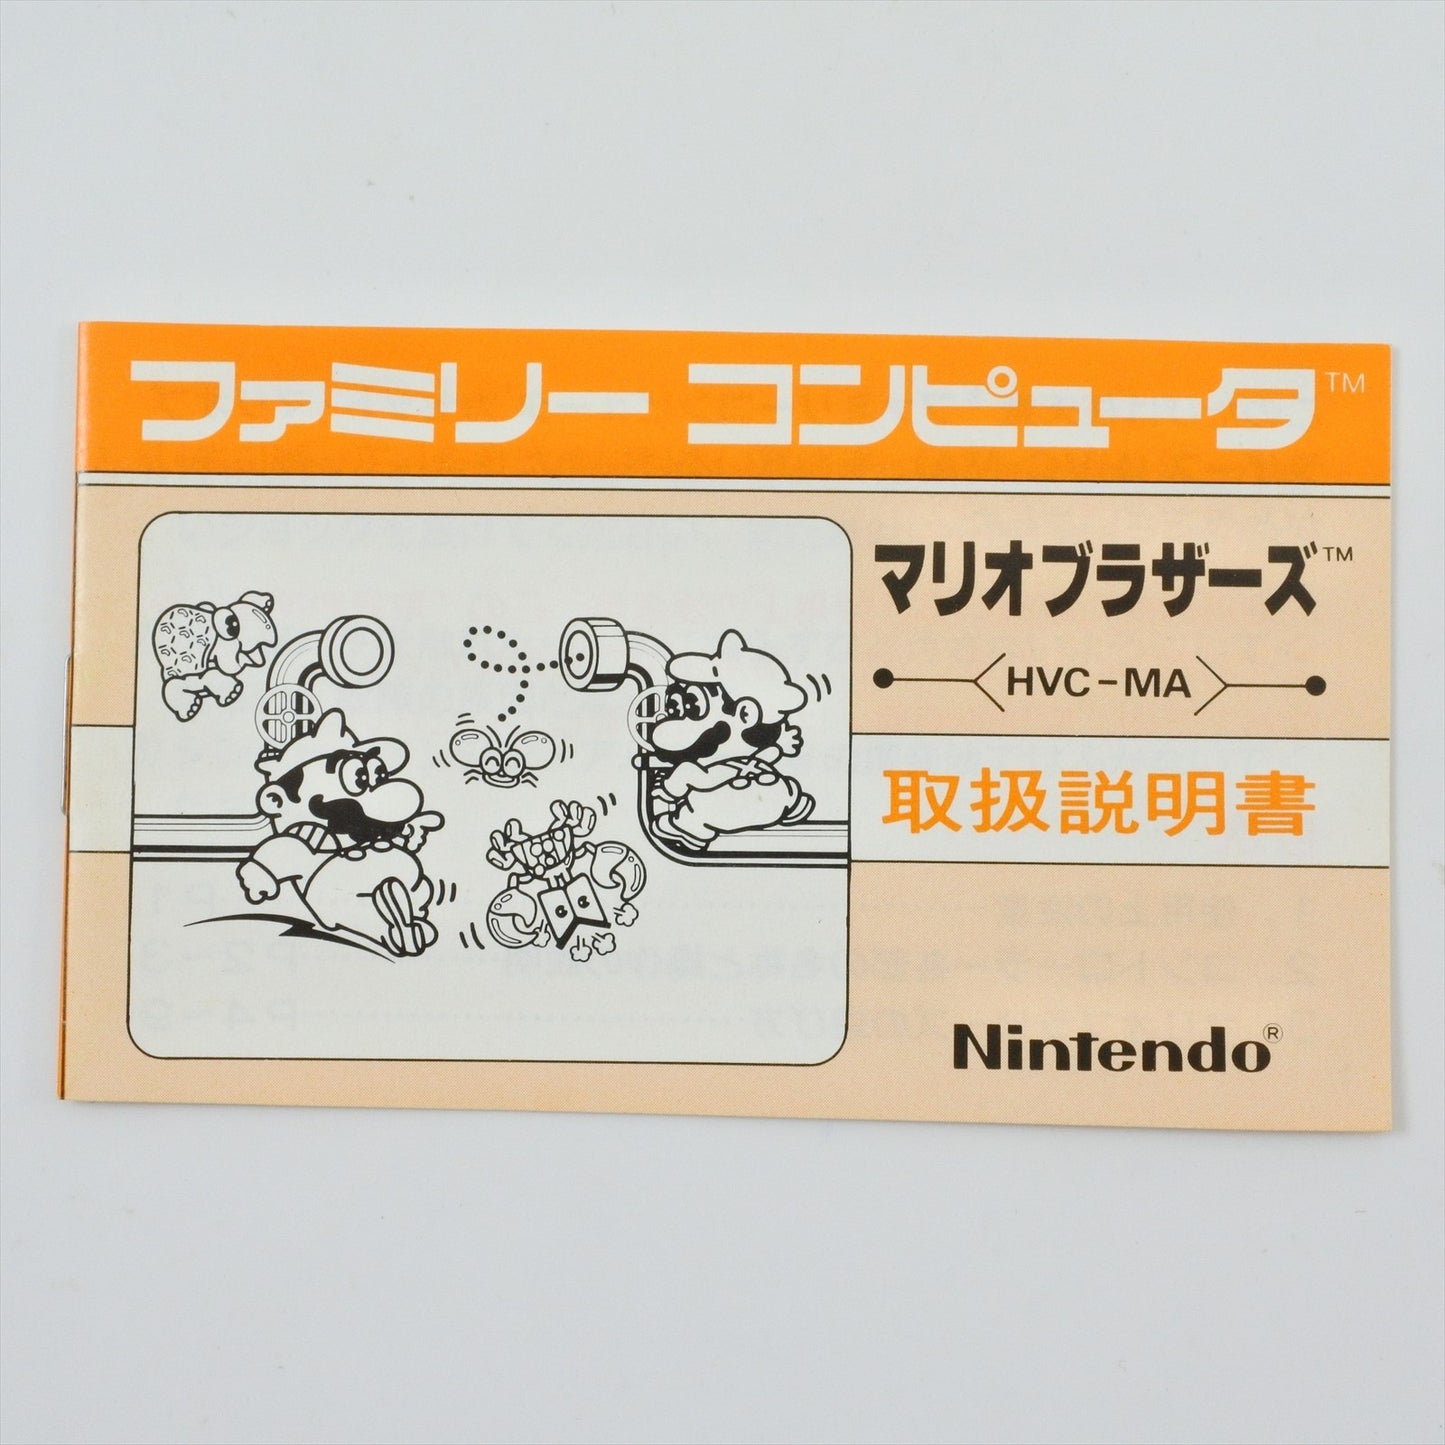 ファミリー コンピュータ™
マリオブラザーズ™
HVC-MA
取扱説明書
Nintendo®